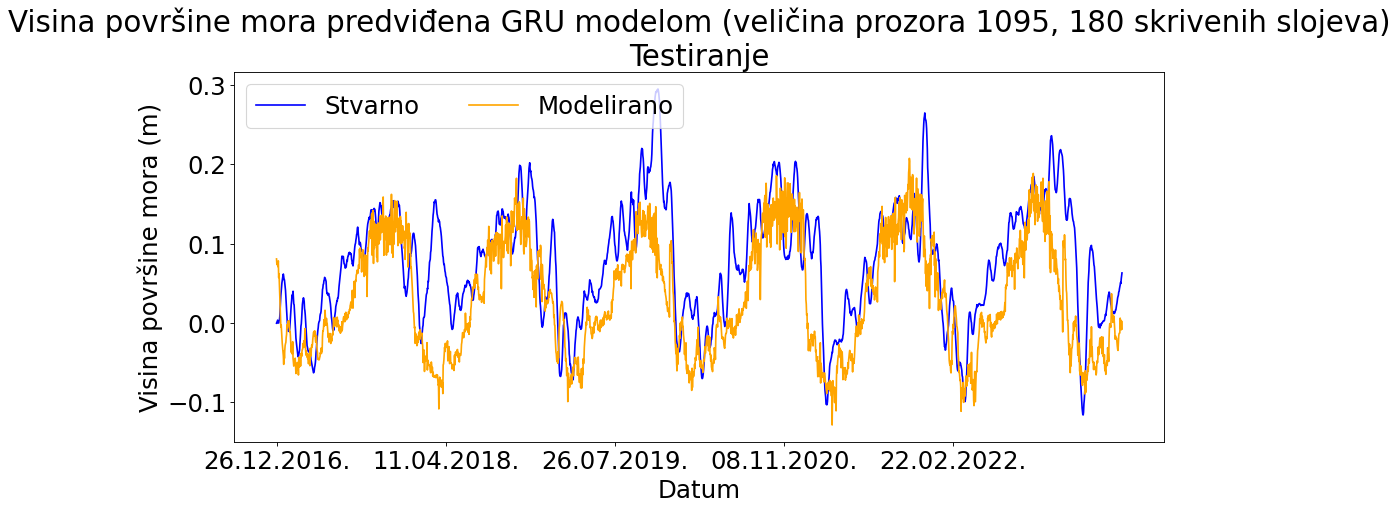 Visina površine mora predviđena GRU modelom (veličina prozora 1095, 180 skrivenih slojeva)
Testiranje
Stvarno Modelirano
Visina površine mora (m)
0.3
0.2
0.1
0.0
−0.1
26.12.2016. 11.04.2018. 26.07.2019. 08.11.2020. 22.02.2022.
Datum